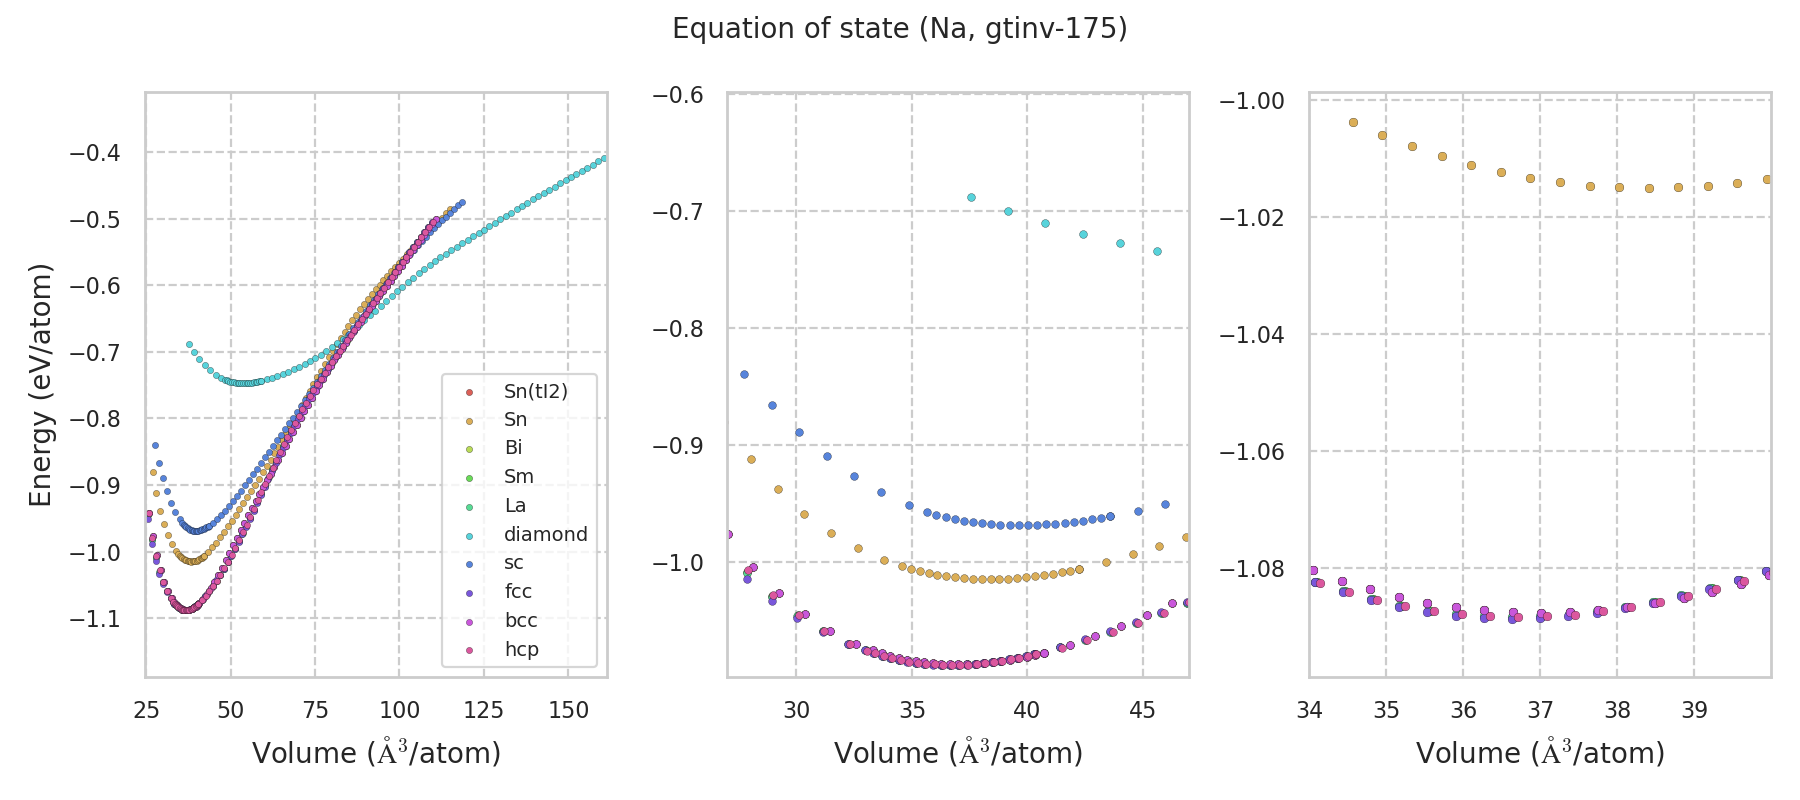 Equation of state (Na, gtinv-175)
Energy (eV/atom)
−0.4
−0.5
−0.6
−0.7
−0.8
−0.9
−1.0
−1.1
25 50 75 100 125 150
Volume (Å³/atom)
Sn(tI2)
Sn
Bi
Sm
La
diamond
sc
fcc
bcc
hcp
−0.6
−0.7
−0.8
−0.9
−1.0
30 35 40 45
Volume (Å³/atom)
−1.00
−1.02
−1.04
−1.06
−1.08
34 35 36 37 38 39
Volume (Å³/atom)